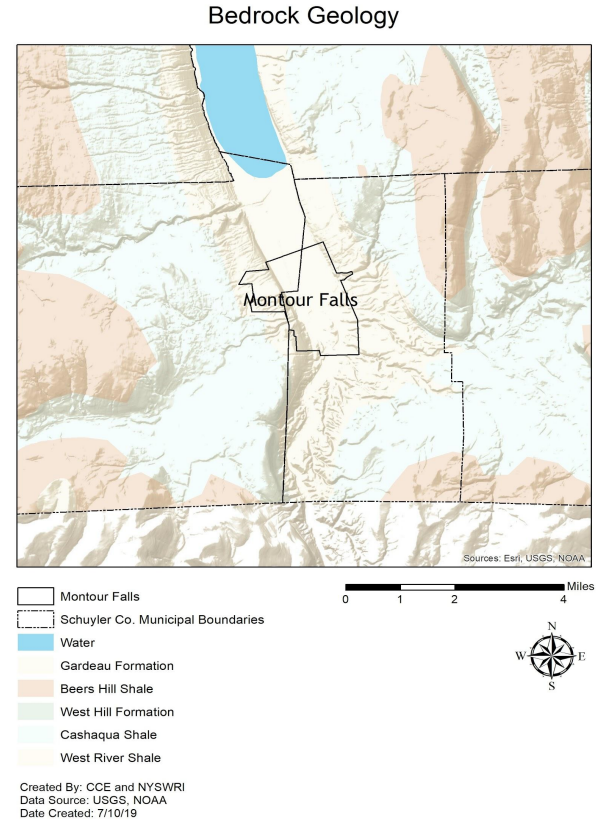 Bedrock Geology
Montour Falls
Sources: Esri, USGS, NOAA
Montour Falls
Schuyler Co. Municipal Boundaries
Water
Gardeau Formation
Beers Hill Shale
West Hill Formation
Cashaqua Shale
West River Shale
Miles
0 1 2 4
N
W E
S
Created By: CCE and NYSWRI
Data Source: USGS, NOAA
Date Created: 7/10/19